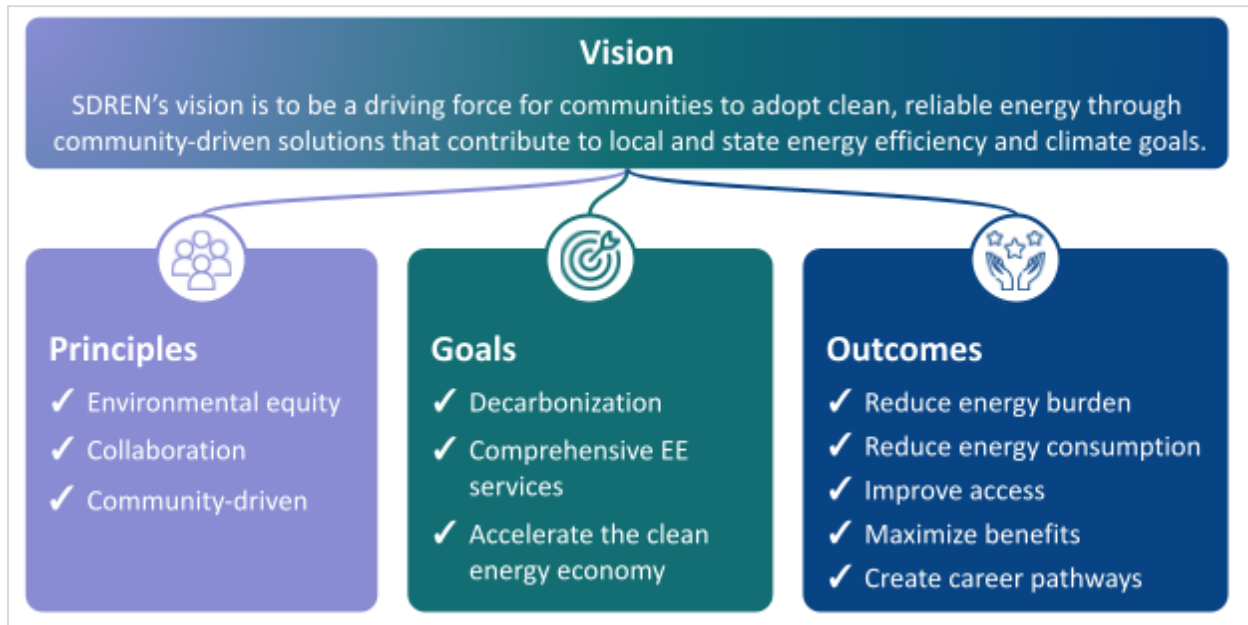 Vision
SDREN’s vision is to be a driving force for communities to adopt clean, reliable energy through
community-driven solutions that contribute to local and state energy efficiency and climate goals.
Principles
✓ Environmental equity
✓ Collaboration
✓ Community-driven
Goals
✓ Decarbonization
✓ Comprehensive EE
services
✓ Accelerate the clean
energy economy
Outcomes
✓ Reduce energy burden
✓ Reduce energy consumption
✓ Improve access
✓ Maximize benefits
✓ Create career pathways